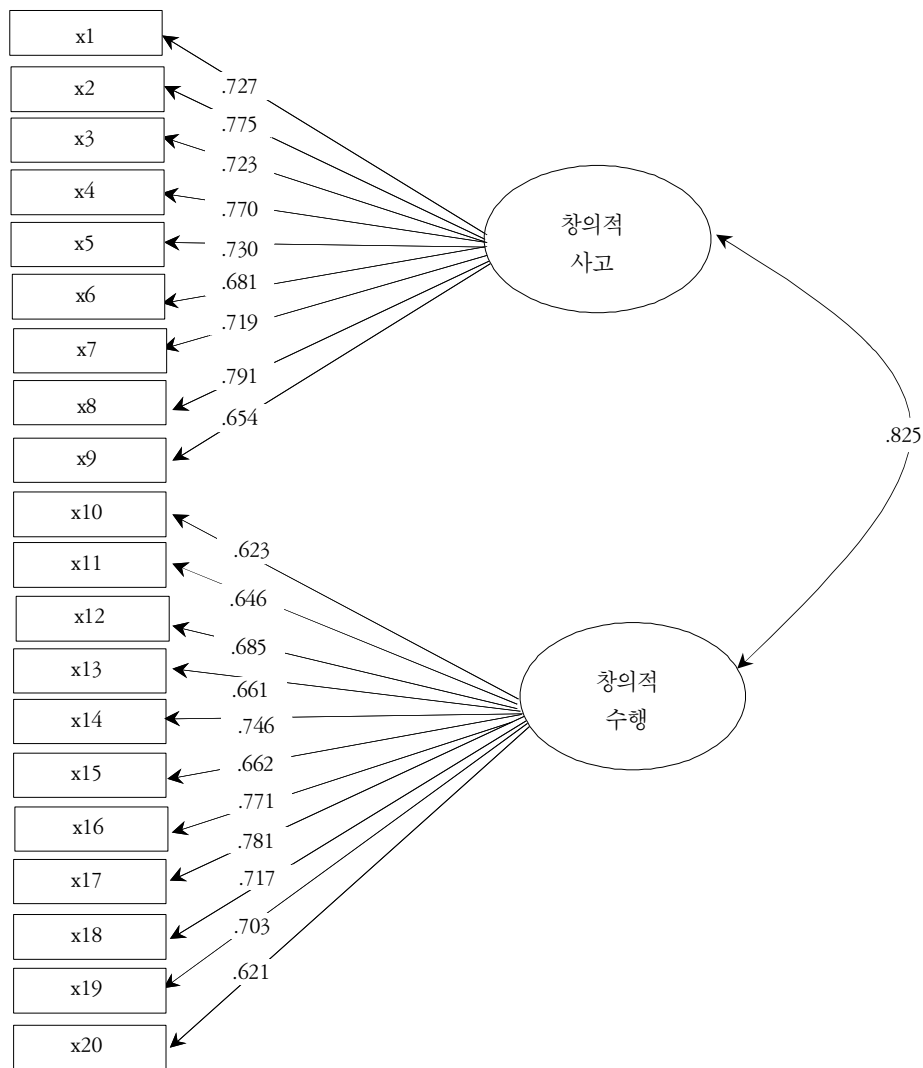 x1
x2
x3
x4
x5
x6
x7
x8
x9
x10
x11
x12
x13
x14
x15
x16
x17
x18
x19
x20
.727
.775
.723
.770
.730
.681
.719
.791
.654
.623
.646
.685
.661
.746
.662
.771
.781
.717
.703
.621
창의적
사고
창의적
수행
.825